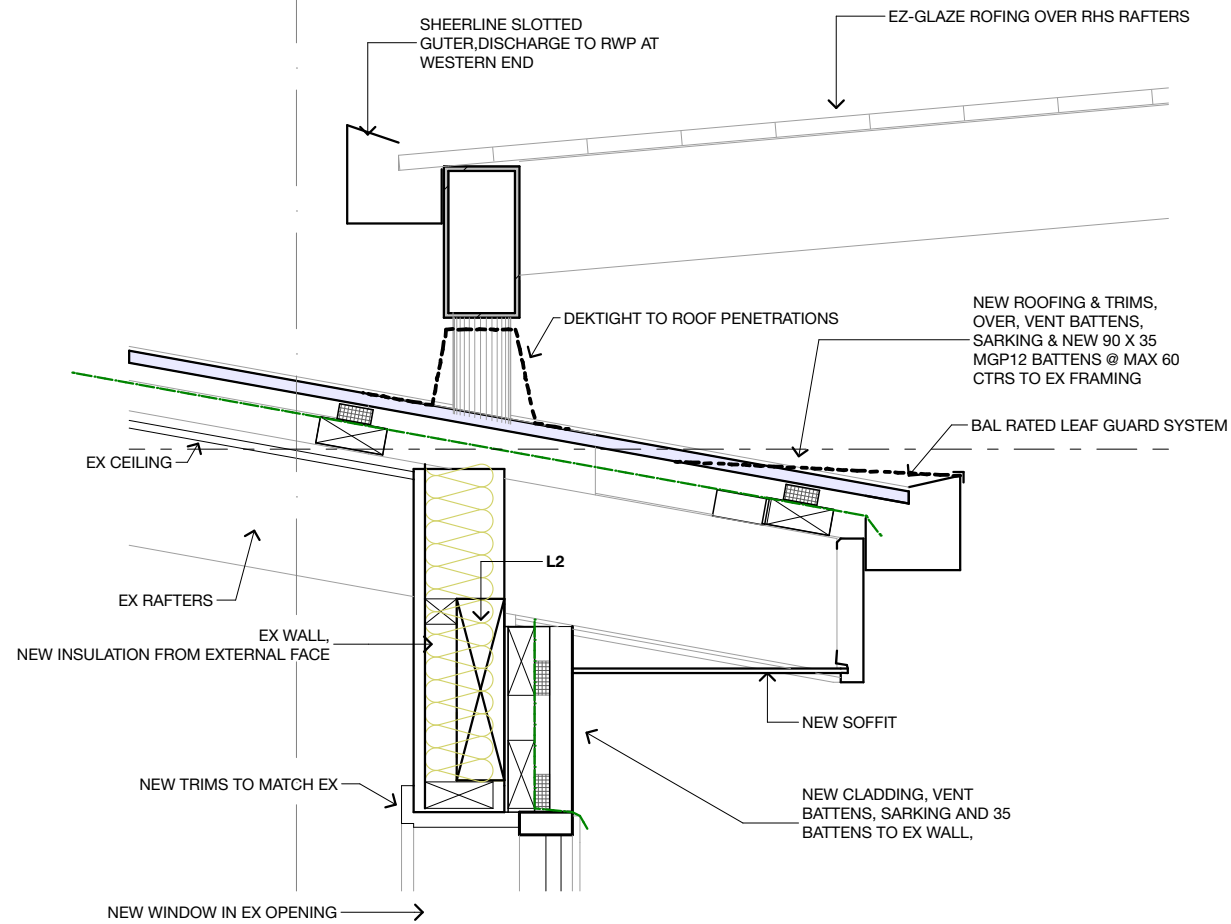 SHEERLINE SLOTTED
GUTER,DISCHARGE TO RWP AT
WESTERN END
EZ-GLAZE ROFING OVER RHS RAFTERS
DEKTIGHT TO ROOF PENETRATIONS
NEW ROOFING & TRIMS,
OVER, VENT BATTENS,
SARKING & NEW 90 X 35
MGP12 BATTENS @ MAX 60
CTRS TO EX FRAMING
BAL RATED LEAF GUARD SYSTEM
EX CEILING
L2
EX RAFTERS
EX WALL,
NEW INSULATION FROM EXTERNAL FACE
NEW SOFFIT
NEW TRIMS TO MATCH EX
NEW CLADDING, VENT
BATTENS, SARKING AND 35
BATTENS TO EX WALL,
NEW WINDOW IN EX OPENING